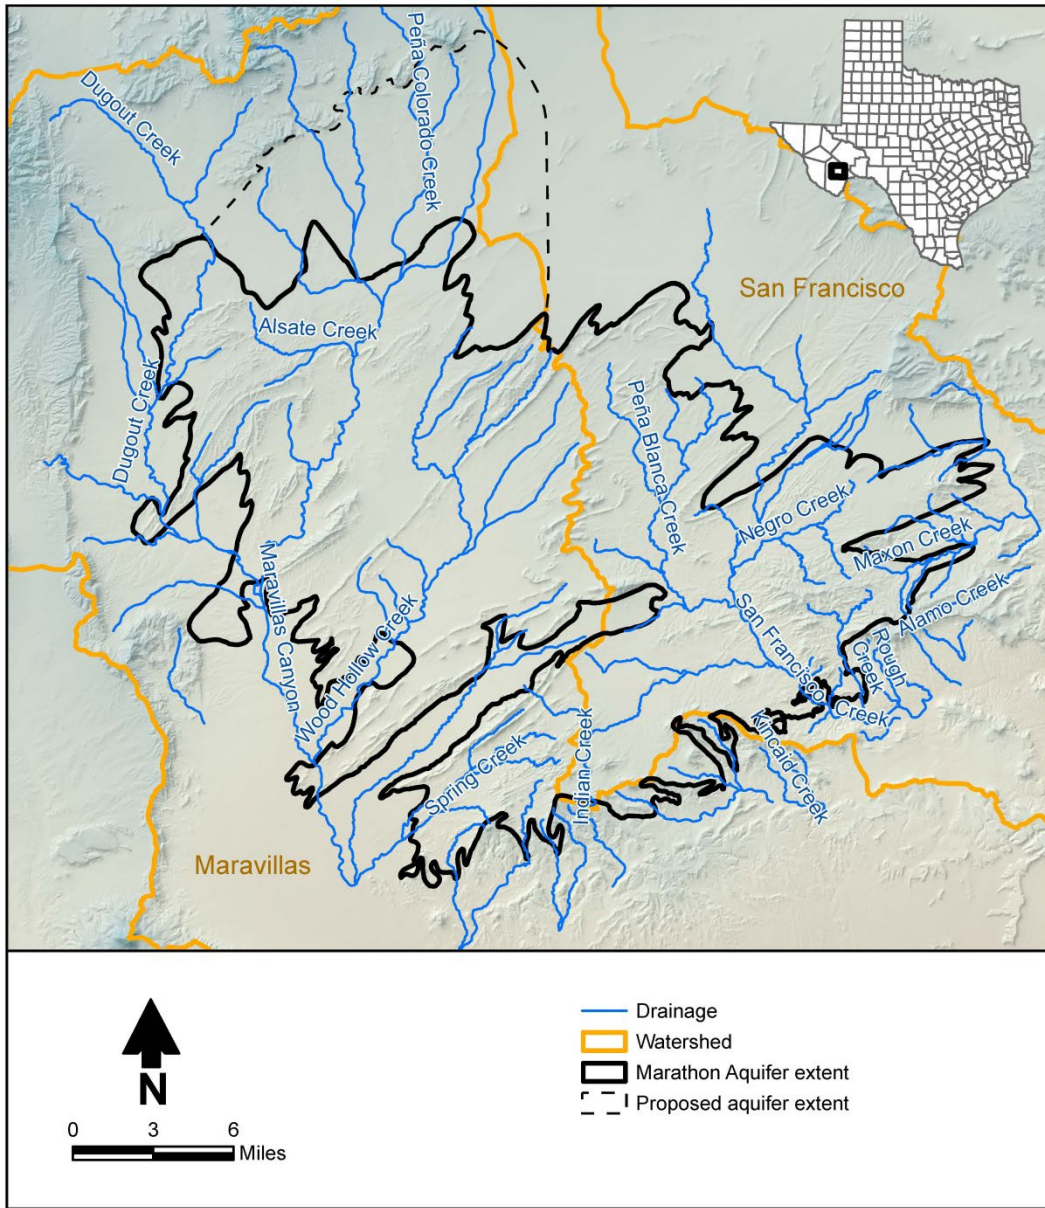 Peña Colorado Creek
Dugout Creek
San Francisco
Alsate Creek
Dugout Creek
Peña Blanca Creek
Negro Creek
Maxon Creek
Maravillas Canyon
Wood Hollow Creek
San Francisco Creek
Alamo Creek
Rough
Creek
Kincaid Creek
Spring Creek
Indian Creek
Maravillas
N
0 3 6
Miles
Drainage
Watershed
Marathon Aquifer extent
Proposed aquifer extent